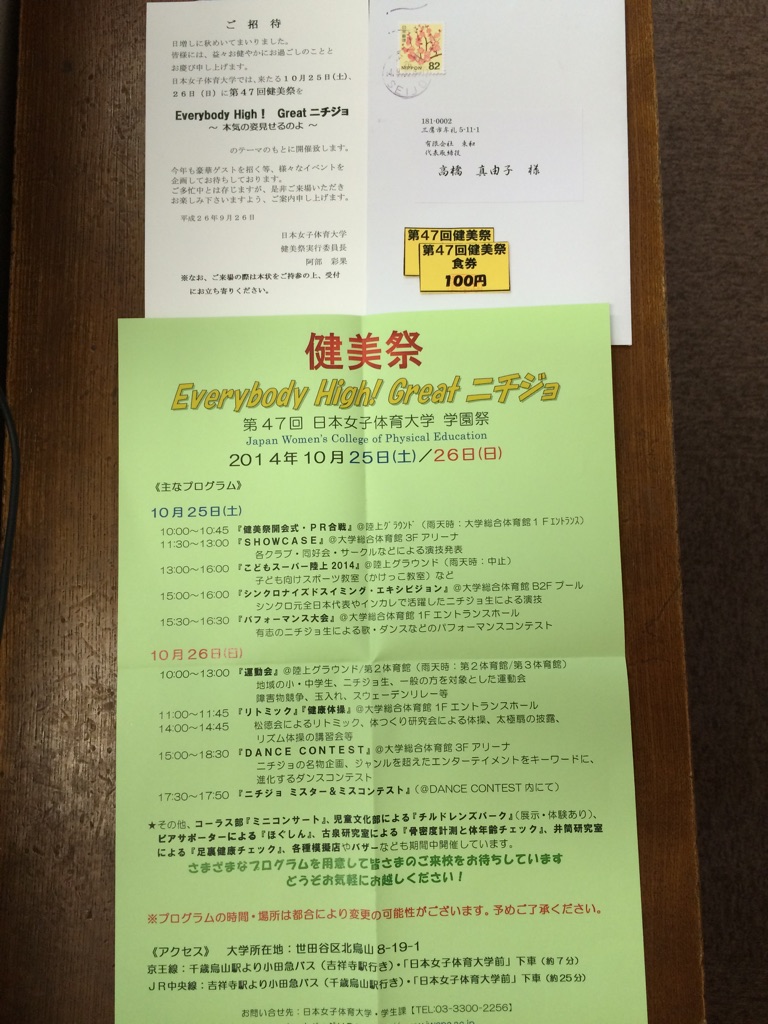 ご 招 待
日増しに秋めいてまいりました。
皆様には、益々お健やかにお過ごしのことと
お慶び申し上げます。
日本女子体育大学では、来たる10月25日(土)、
26日（日）に第47回健美祭を
Everybody High！ Great ニチジョ
～ 本気の姿見せるのよ ～
のテーマのもとに開催致します。
今年も豪華ゲストを招く等、様々なイベントを
企画してお待ちしております。
ご多忙中とは存じますが、是非ご来場いただき
お楽しみ下さいますよう、ご案内申し上げます。
平成26年9月26日
日本女子体育大学
健美祭実行委員長
阿部 彩果
※なお、ご来場の際は本状をご持参の上、受付
にお立ち寄りください。
NIPPON 82
181-0002
三鷹市牟礼5-11-1
有限会社 東和
代表取締役
高橋 真由子 様
第47回健美祭
第47回健美祭
食券
100円
健美祭
Everybody High! Great ニチジョ
第47回 日本女子体育大学 学園祭
Japan Women's College of Physical Education
2014年10月25日(土)／26日(日)
《主なプログラム》
10月25日(土)
10:00～10:45 『健美祭開会式・PR合戦』＠陸上グラウンド（雨天時：大学総合体育館1Fエントランス）
11:30～13:00 『SHOWCASE』＠大学総合体育館3Fアリーナ
各クラブ・同好会・サークルなどによる演技発表
13:00～16:00 『こどもスーパー陸上2014』＠陸上グラウンド（雨天時：中止）
子ども向けスポーツ教室（かけっこ教室）など
15:00～16:00 『シンクロナイズドスイミング・エキシビジョン』＠大学総合体育館B2Fプール
シンクロ元全日本代表やインカレで活躍したニチジョ生による演技
15:30～16:30 『パフォーマンス大会』＠大学総合体育館1Fエントランスホール
有志のニチジョ生による歌・ダンスなどのパフォーマンスコンテスト
10月26日(日)
10:00～13:00 『運動会』＠陸上グラウンド/第2体育館（雨天時：第2体育館/第3体育館）
地域の小・中学生、ニチジョ生、一般の方を対象とした運動会
障害物競争、玉入れ、スウェーデンリレー等
11:00～11:45 『リトミック』『健康体操』＠大学総合体育館1Fエントランスホール
14:00～14:45 松徳会によるリトミック、体つくり研究会による体操、太極扇の披露、
リズム体操の講習会等
15:00～18:30 『DANCE CONTEST』＠大学総合体育館3Fアリーナ
ニチジョの名物企画、ジャンルを超えたエンターテイメントをキーワードに、
進化するダンスコンテスト
17:30～17:50 『ニチジョ ミスター＆ミスコンテスト』（＠DANCE CONTEST内にて）
★その他、コーラス部『ミニコンサート』、児童文化部による『チルドレンズパーク』（展示・体験あり）、
ピアサポーターによる『ほぐしん』、古泉研究室による『骨密度計測と体年齢チェック』、井筒研究室
による『足裏健康チェック』、各種模擬店やバザーなども期間中開催しています。
さまざまなプログラムを用意して皆さまのご来校をお待ちしています
どうぞお気軽にお越しください！
※プログラムの時間・場所は都合により変更の可能性がございます。予めご了承ください。
《アクセス》 大学所在地：世田谷区北烏山8-19-1
京王線：千歳烏山駅より小田急バス（吉祥寺駅行き）・「日本女子体育大学前」下車（約7分）
JR中央線：吉祥寺駅より小田急バス（千歳烏山駅行き）・「日本女子体育大学前」下車（約25分）
お問い合せ先：日本女子体育大学・学生課【TEL:03-3300-2256】